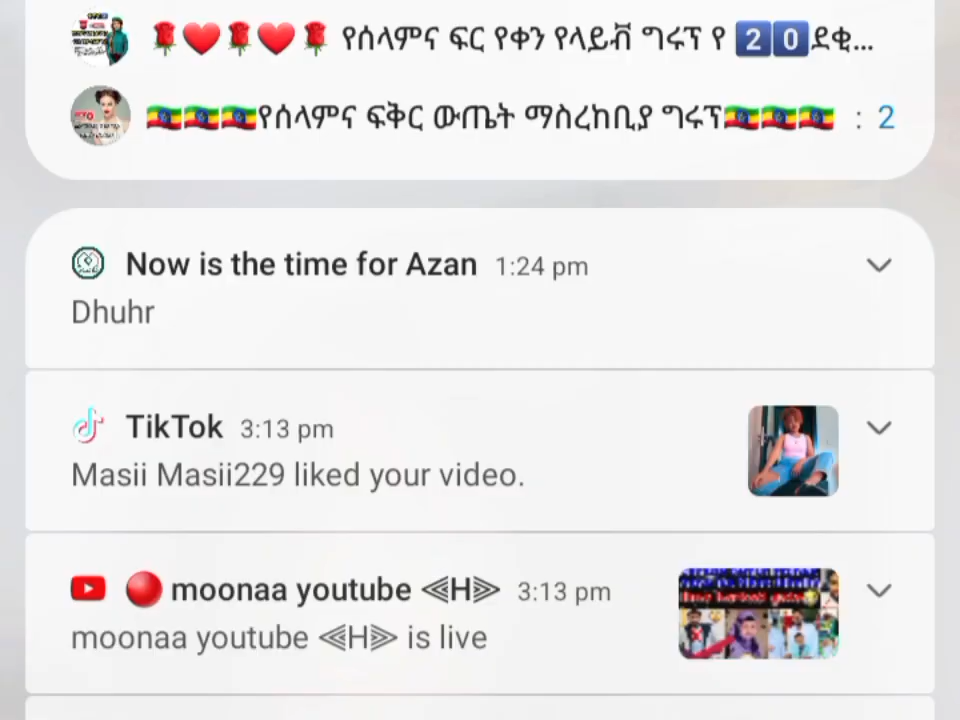 🌹❤️🌹❤️🌹 የሰላምና ፍር የቀን የላይቭ ግሩፕ የ 2️⃣0️⃣ደቂ...
🇪🇹🇪🇹🇪🇹የሰላምና ፍቅር ውጤት ማስረከቢያ ግሩፕ🇪🇹🇪🇹🇪🇹 : 2
Now is the time for Azan 1:24 pm
Dhuhr
TikTok 3:13 pm
Masii Masii229 liked your video.
🔴 moonaa youtube ⫷H⫸ 3:13 pm
moonaa youtube ⫷H⫸ is live